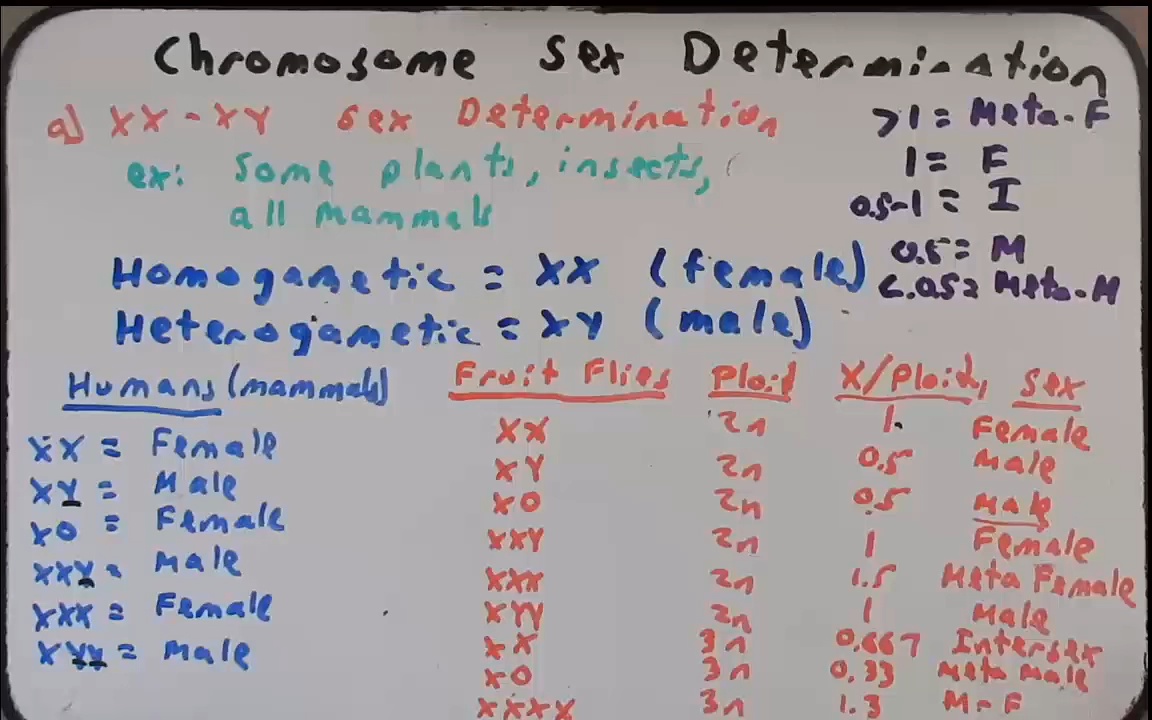 Chromosome Sex Determination
a) XX - XY Sex Determination
ex: Some plants, insects,
all mammals
>1 = Meta-F
1 = F
0.5-1 = I
0.5 = M
<.05= Meta-M
Homogametic = XX (female)
Heterogametic = XY (male)
Humans (mammals)
XX = Female
XY = Male
XO = Female
XXY = Male
XXX = Female
XYY = Male
Fruit Flies Ploid X/Ploidy Sex
XX 2n 1. Female
XY 2n 0.5 Male
XO 2n 0.5 Male
XXY 2n 1 Female
XXX 2n 1.5 Meta Female
XYY 2n 1 Male
XX 3n 0.667 Intersex
XO 3n 0.33 Meta male
XXXX 3n 1.3 M-F